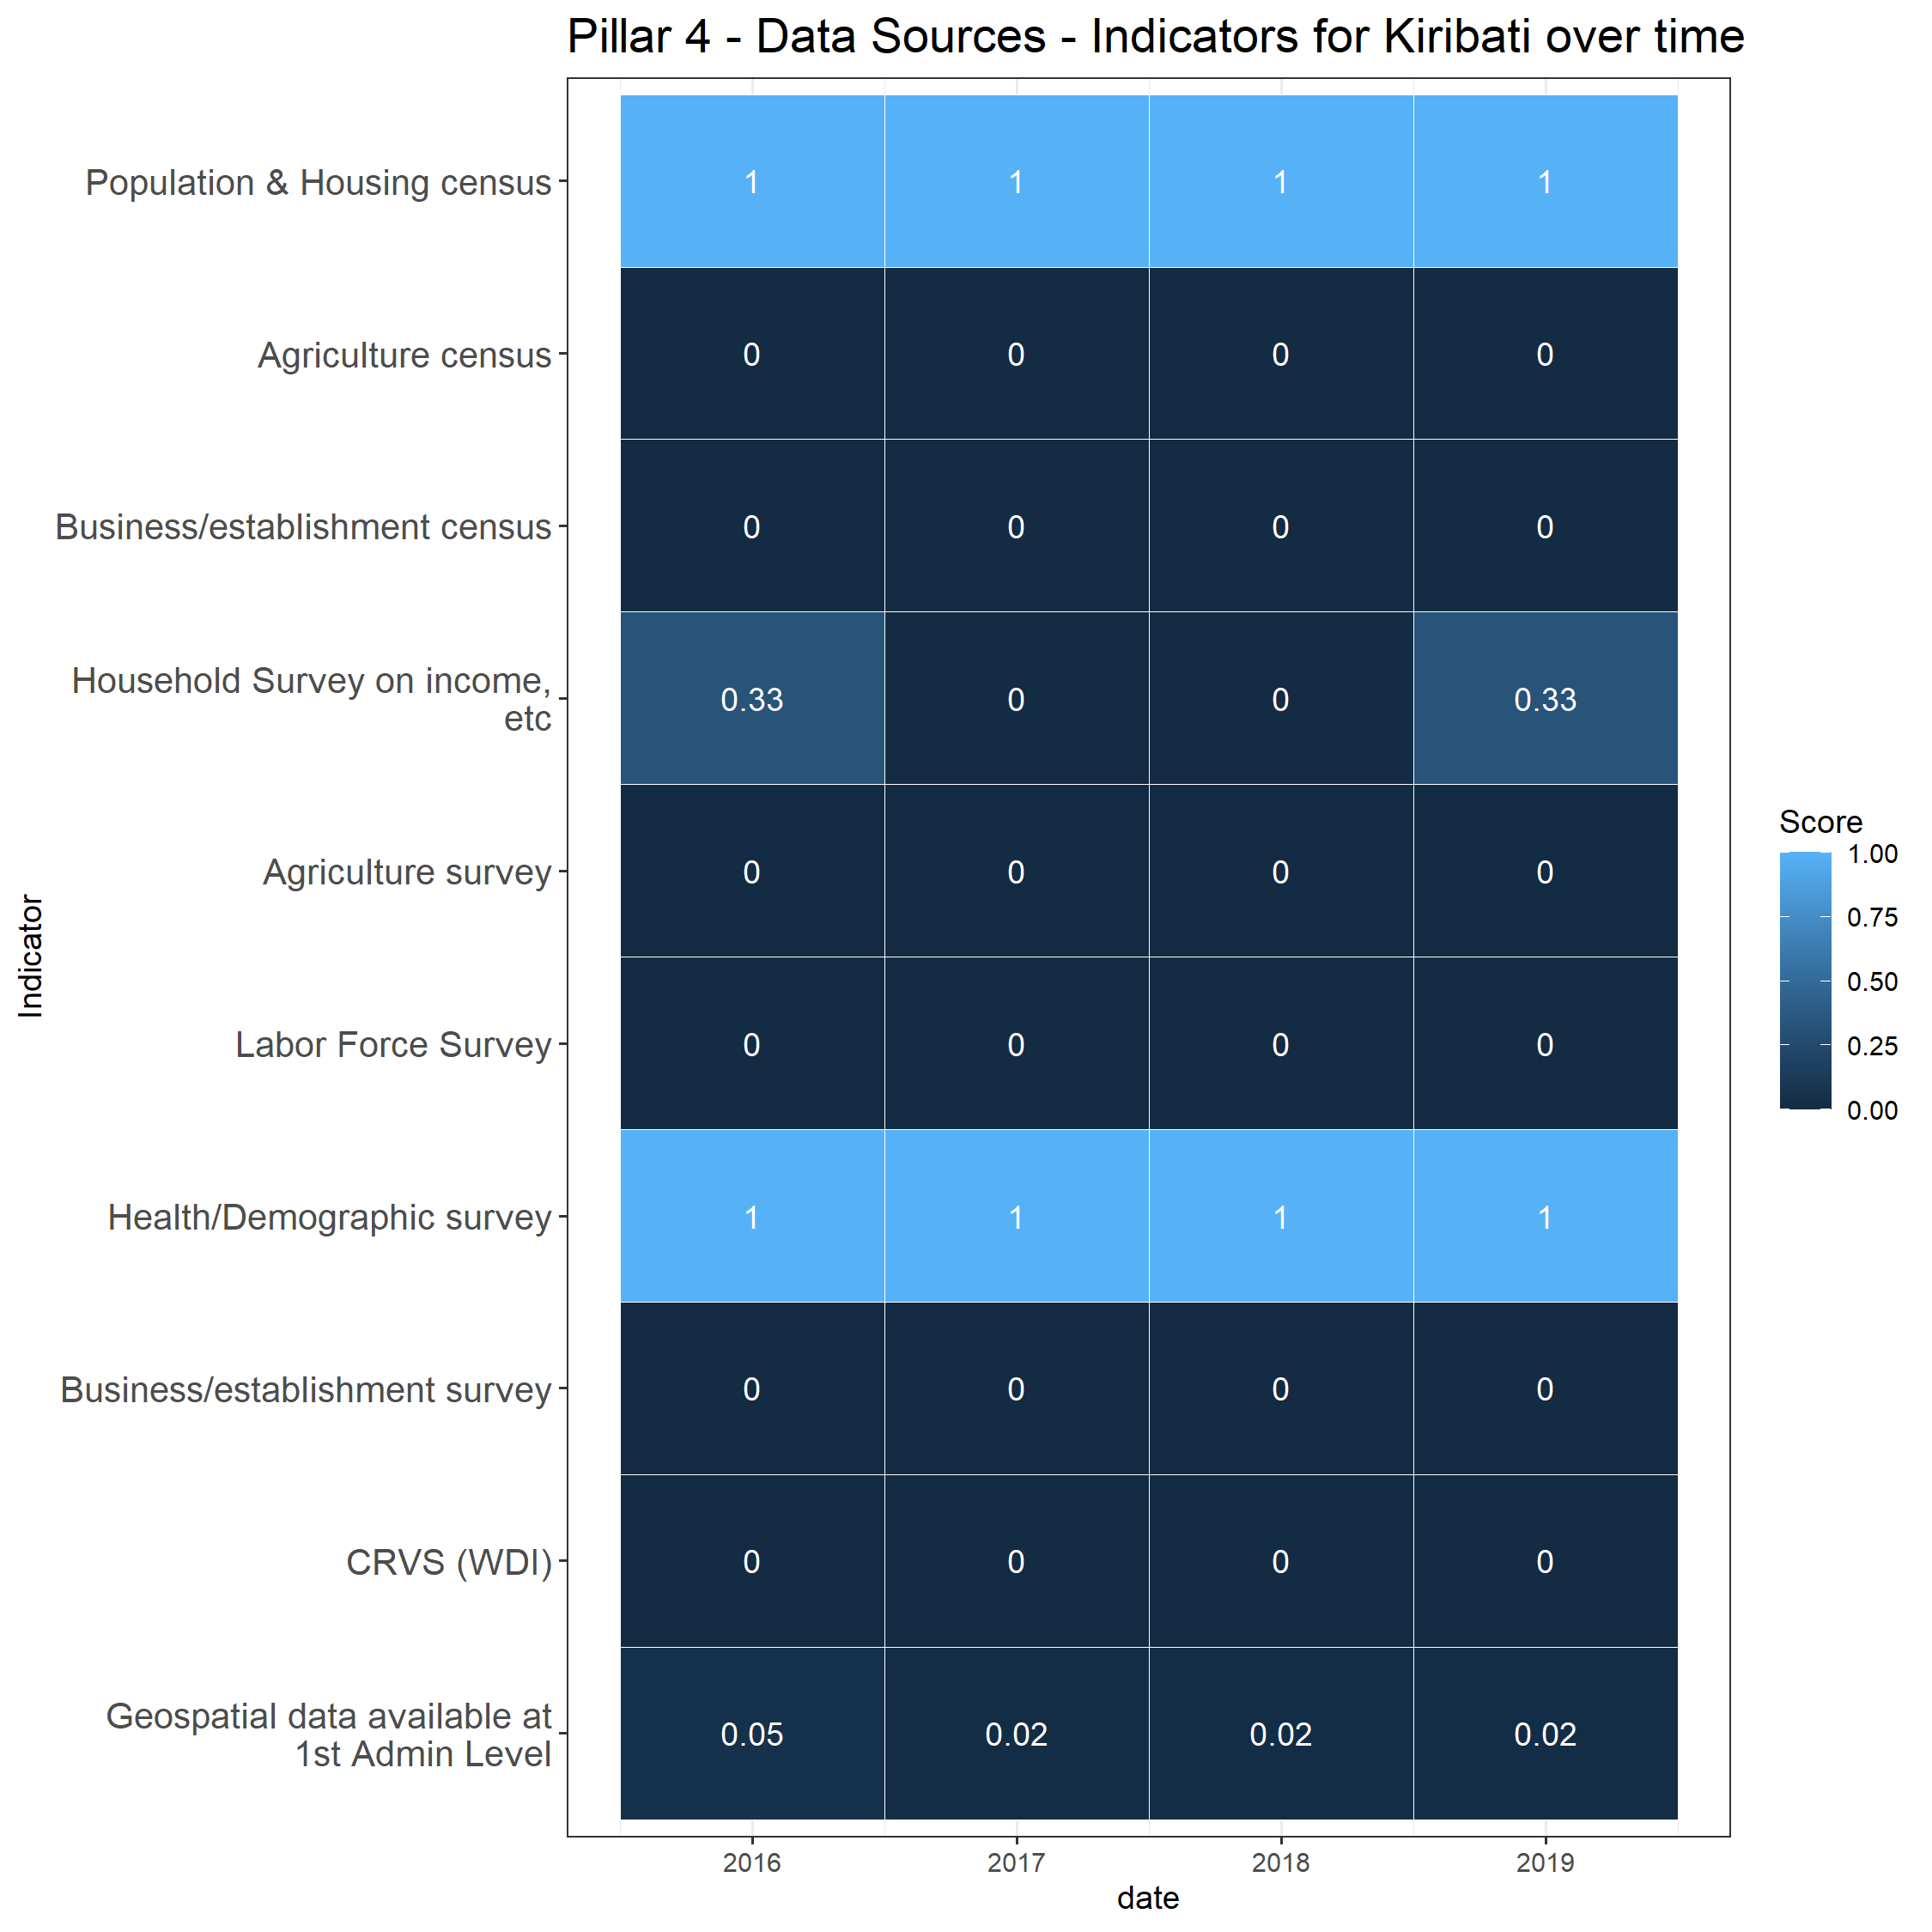 Pillar 4 - Data Sources - Indicators for Kiribati over time
Indicator
Population & Housing census
1 1 1 1
Agriculture census
0 0 0 0
Business/establishment census
0 0 0 0
Household Survey on income,
etc
0.33 0 0 0.33
Agriculture survey
0 0 0 0
Labor Force Survey
0 0 0 0
Health/Demographic survey
1 1 1 1
Business/establishment survey
0 0 0 0
CRVS (WDI)
0 0 0 0
Geospatial data available at
1st Admin Level
0.05 0.02 0.02 0.02
2016 2017 2018 2019
date
Score
1.00
0.75
0.50
0.25
0.00